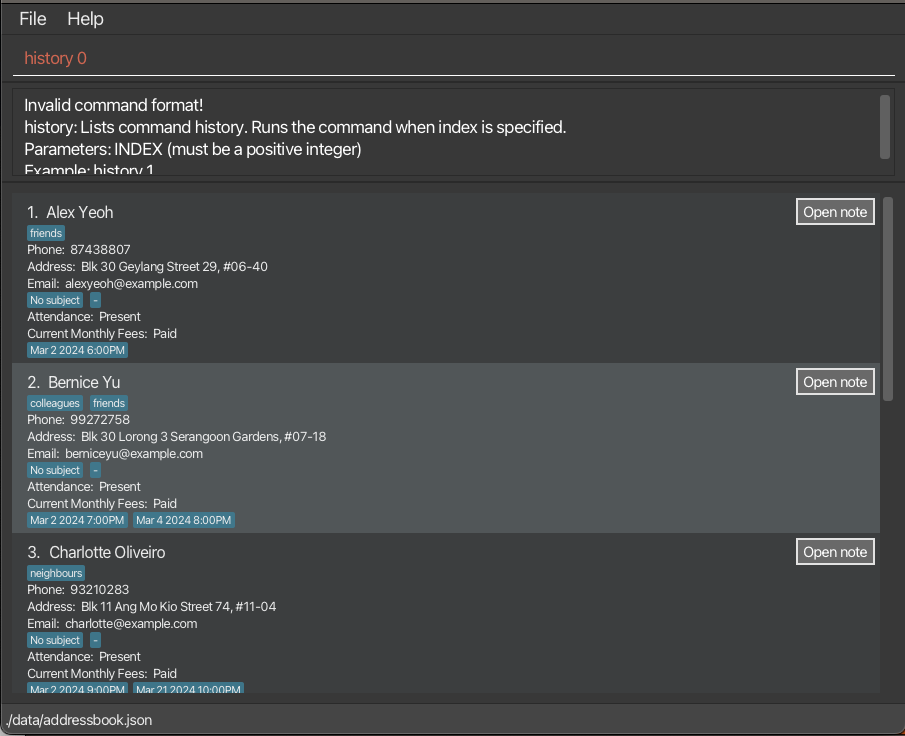 File Help
history 0
Invalid command format!
history: Lists command history. Runs the command when index is specified.
Parameters: INDEX (must be a positive integer)
Example: history 1
1. Alex Yeoh Open note
friends
Phone: 87438807
Address: Blk 30 Geylang Street 29, #06-40
Email: alexyeoh@example.com
No subject -
Attendance: Present
Current Monthly Fees: Paid
Mar 2 2024 6:00PM
2. Bernice Yu Open note
colleagues friends
Phone: 99272758
Address: Blk 30 Lorong 3 Serangoon Gardens, #07-18
Email: berniceyu@example.com
No subject -
Attendance: Present
Current Monthly Fees: Paid
Mar 2 2024 7:00PM Mar 4 2024 8:00PM
3. Charlotte Oliveiro Open note
neighbours
Phone: 93210283
Address: Blk 11 Ang Mo Kio Street 74, #11-04
Email: charlotte@example.com
No subject -
Attendance: Present
Current Monthly Fees: Paid
Mar 2 2024 9:00PM Mar 21 2024 10:00PM
./data/addressbook.json